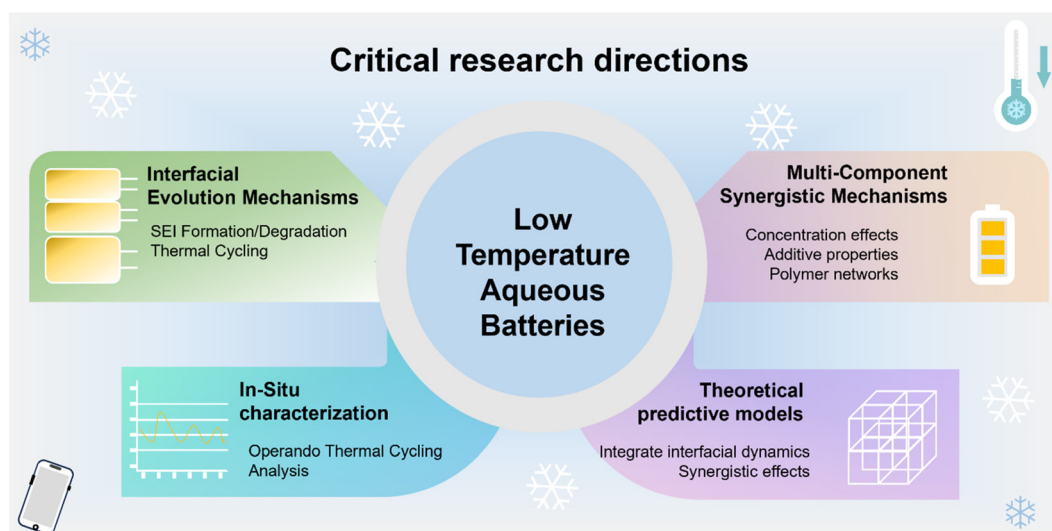 Critical research directions
Interfacial
Evolution Mechanisms
SEI Formation/Degradation
Thermal Cycling
Multi-Component
Synergistic Mechanisms
Concentration effects
Additive properties
Polymer networks
Low
Temperature
Aqueous
Batteries
In-Situ
characterization
Operando Thermal Cycling
Analysis
Theoretical
predictive models
Integrate interfacial dynamics
Synergistic effects